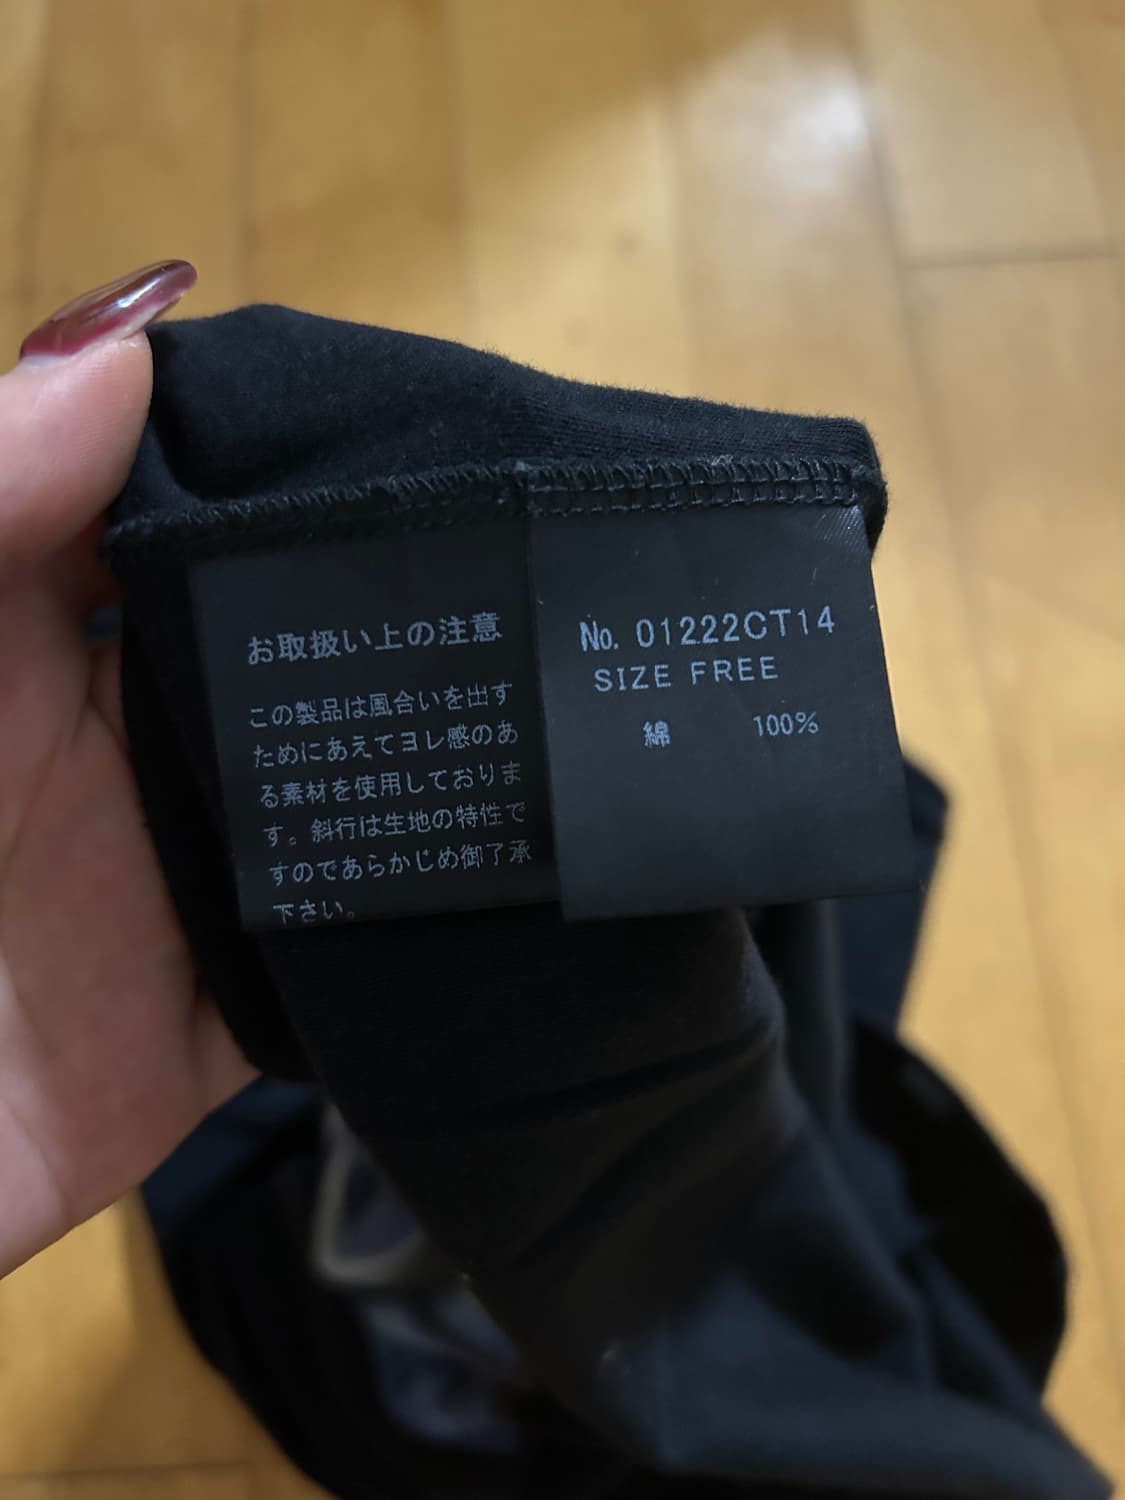 お取扱い上の注意
この製品は風合いを出す
ためにあえてヨレ感のあ
る素材を使用しておりま
す。斜行は生地の特性で
すのであらかじめ御了承
下さい。
No. 01222CT14
SIZE FREE
綿 100%